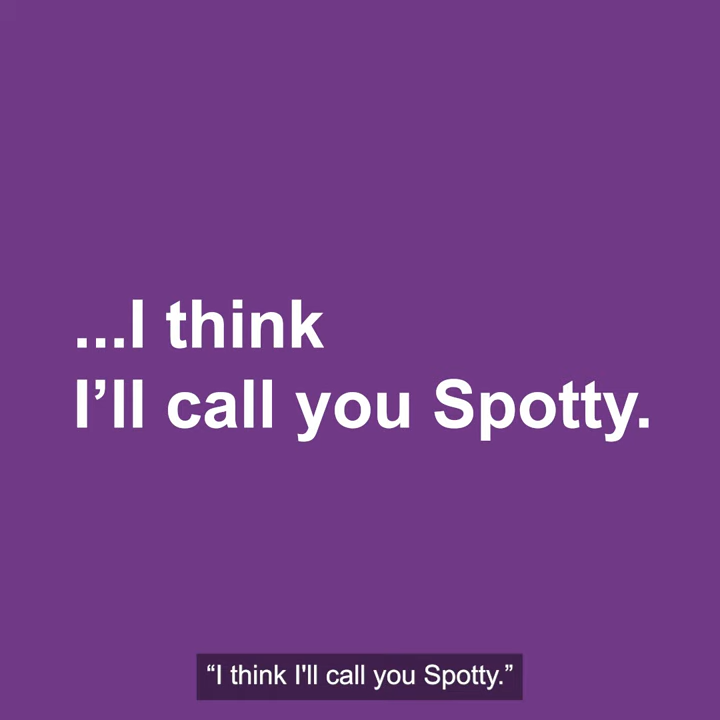 ...I think
I’ll call you Spotty.
“I think I'll call you Spotty.”